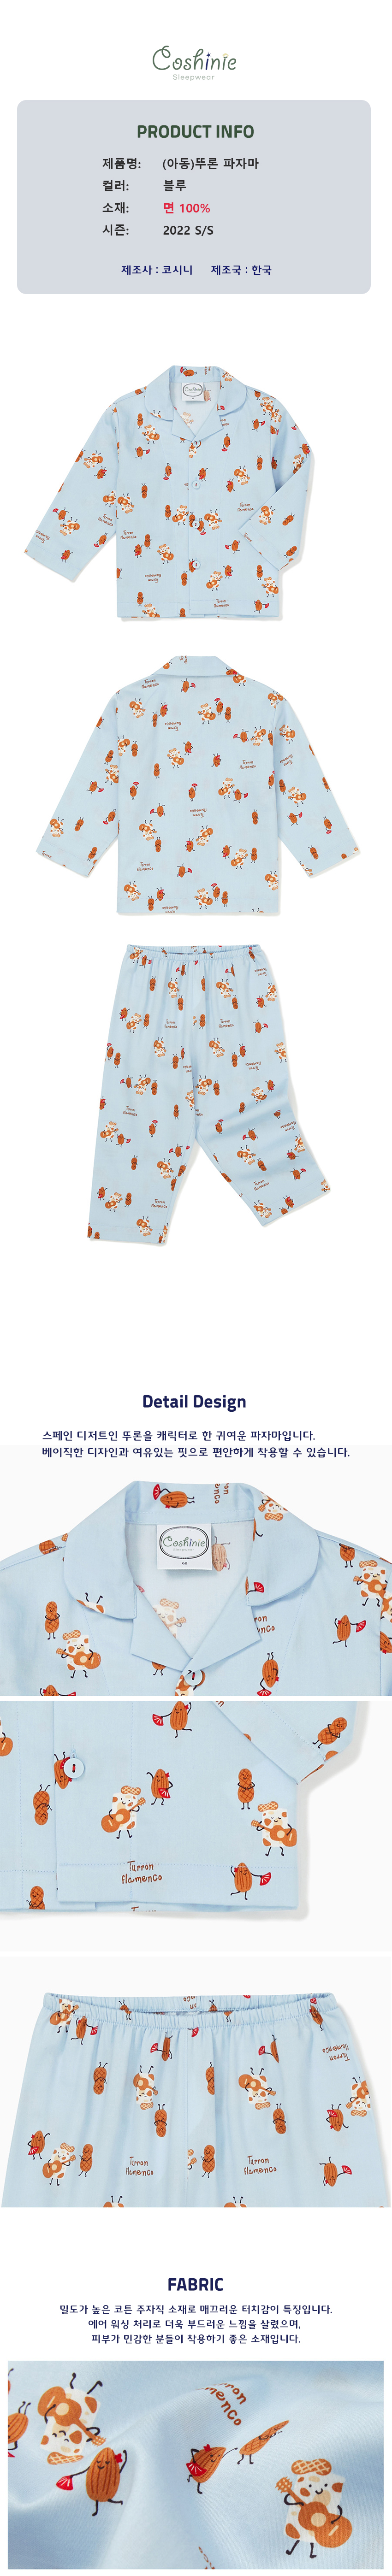 Coshinie
Sleepwear
PRODUCT INFO
제품명: (아동)뚜론 파자마
컬러: 블루
소재: 면 100%
시즌: 2022 S/S
제조사 : 코시니 제조국 : 한국
Detail Design
스페인 디저트인 뚜론을 캐릭터로 한 귀여운 파자마입니다.
베이직한 디자인과 여유있는 핏으로 편안하게 착용할 수 있습니다.
Coshinie
Turron
flamenco
Turron
flamenco
Turron
flamenco
FABRIC
밀도가 높은 코튼 주자직 소재로 매끄러운 터치감이 특징입니다.
에어 워싱 처리로 더욱 부드러운 느낌을 살렸으며,
피부가 민감한 분들이 착용하기 좋은 소재입니다.